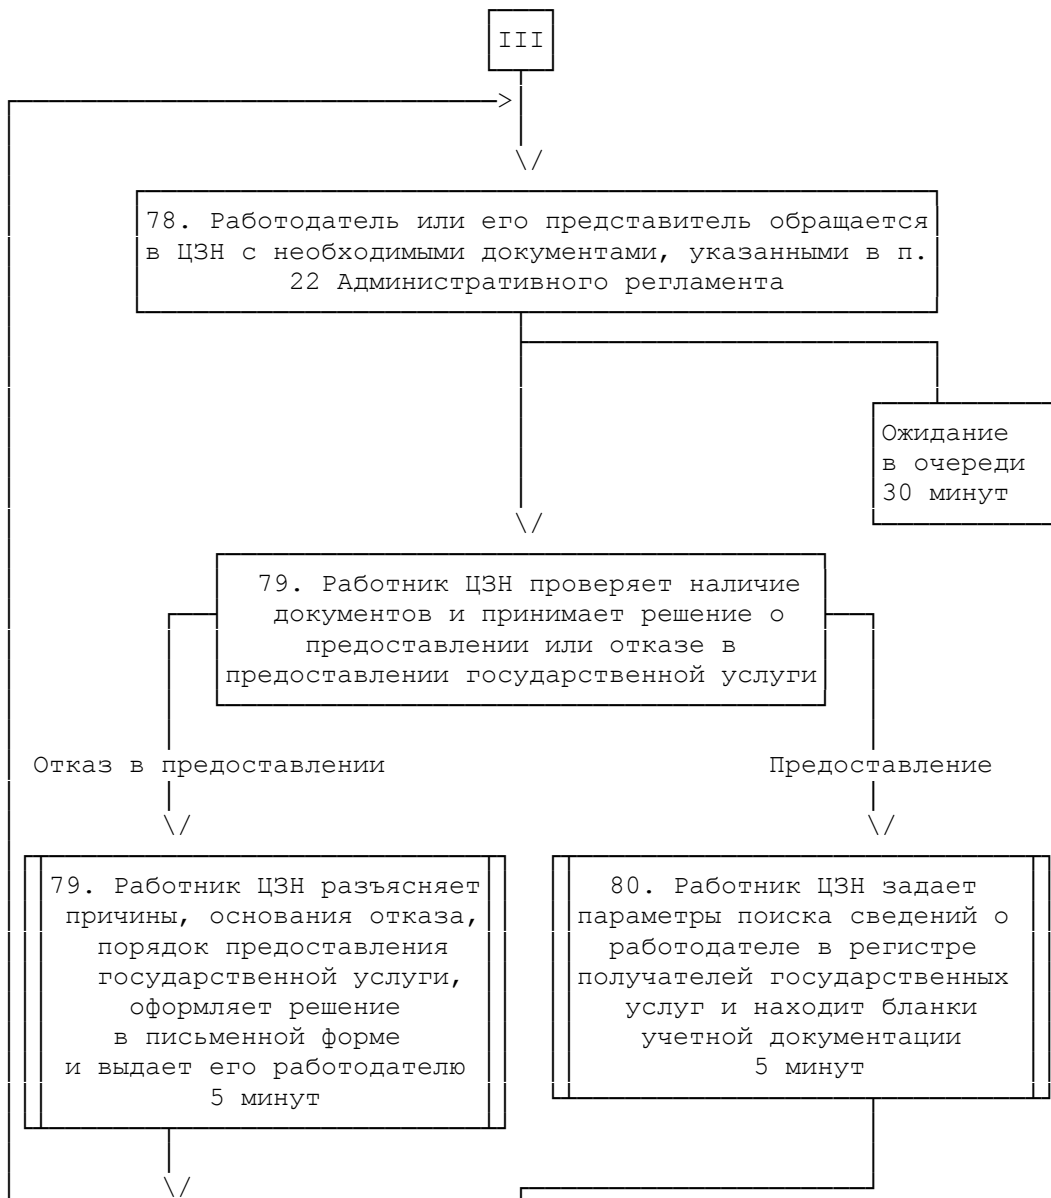 III
78. Работодатель или его представитель обращается
в ЦЗН с необходимыми документами, указанными в п.
22 Административного регламента
Ожидание
в очереди
30 минут
79. Работник ЦЗН проверяет наличие
документов и принимает решение о
предоставлении или отказе в
предоставлении государственной услуги
Отказ в предоставлении
Предоставление
79. Работник ЦЗН разъясняет
причины, основания отказа,
порядок предоставления
государственной услуги,
оформляет решение
в письменной форме
и выдает его работодателю
5 минут
80. Работник ЦЗН задает
параметры поиска сведений о
работодателе в регистре
получателей государственных
услуг и находит бланки
учетной документации
5 минут